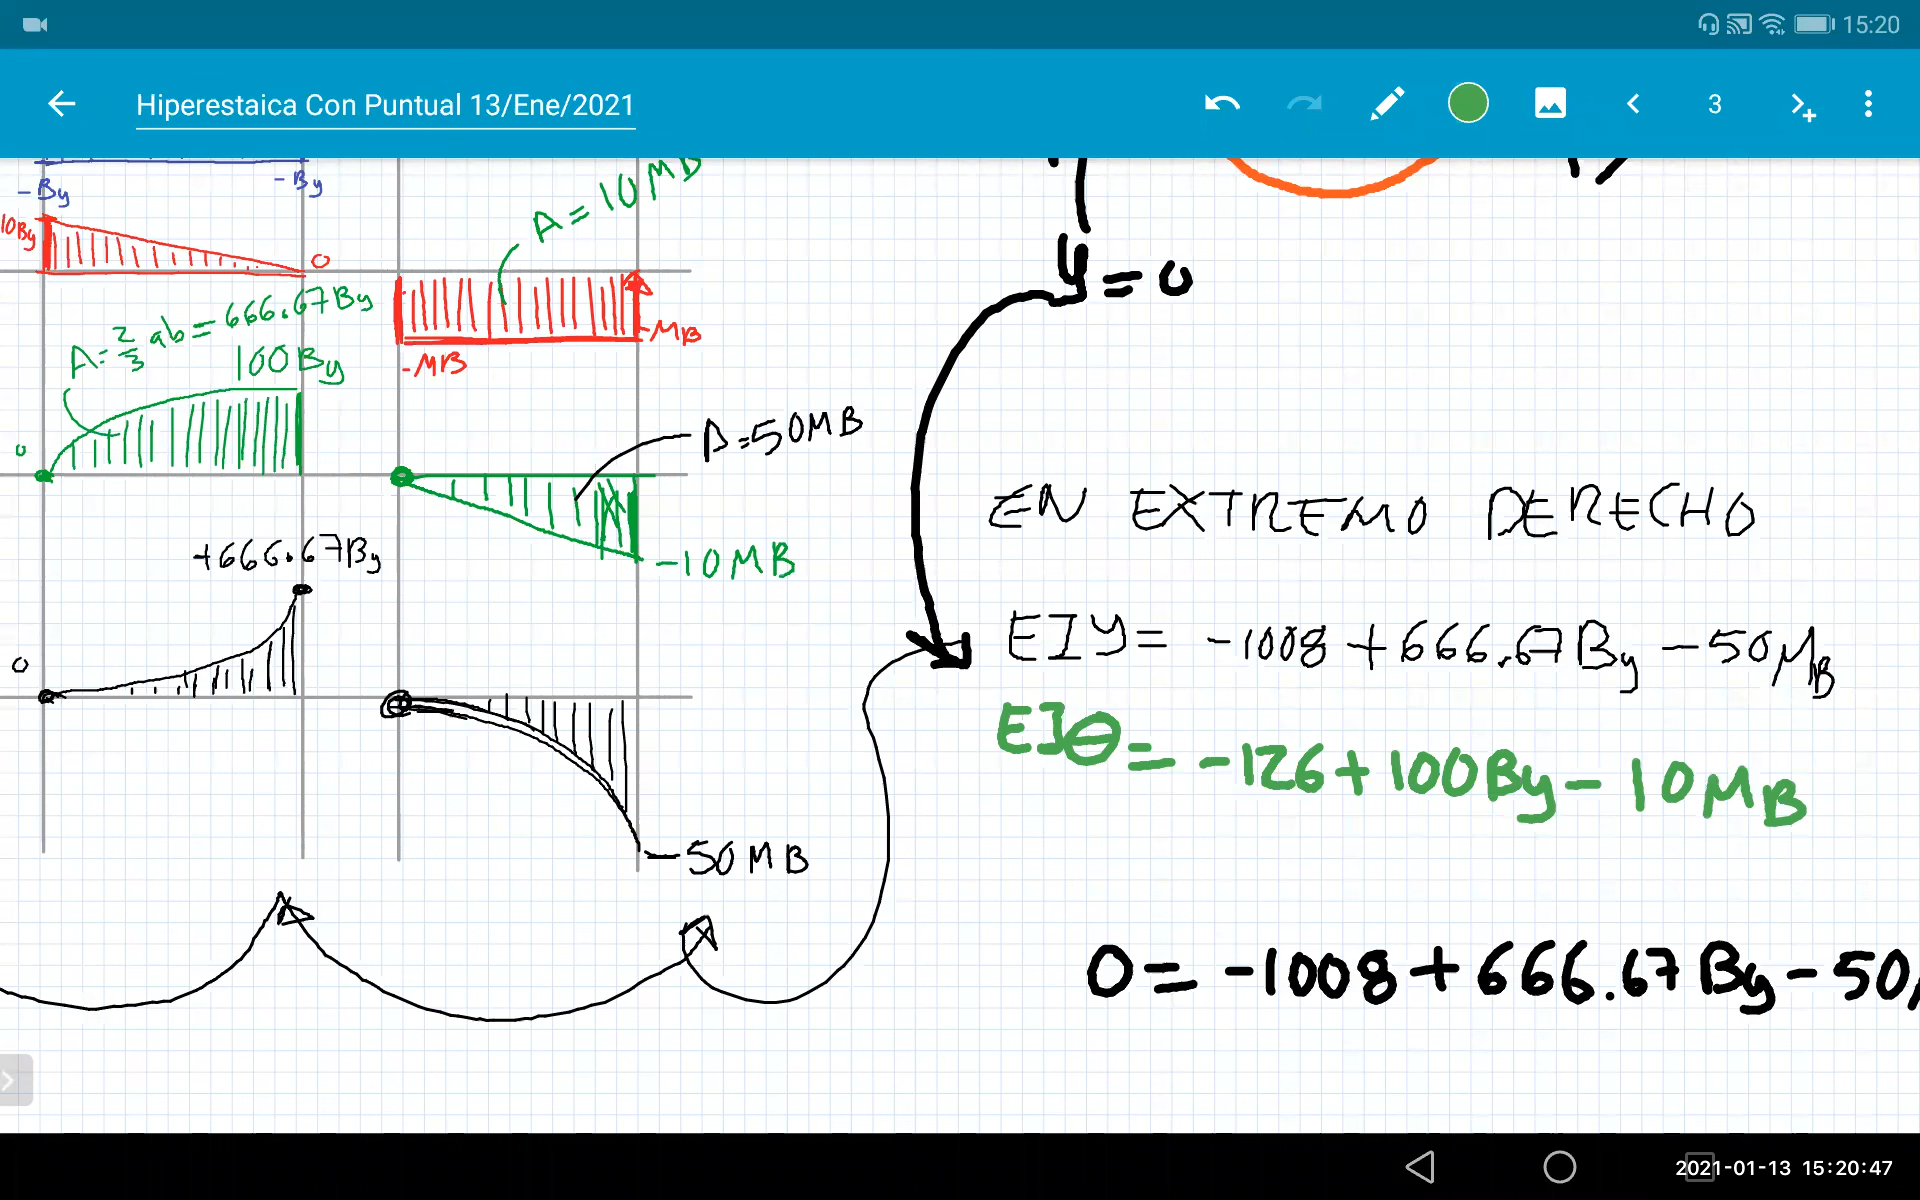 15:20
Hiperestaica Con Puntual 13/Ene/2021
3
-By
-By
10By
0
A=10MB
A=2/3 ab=666.67By
100By
-MB
-MB
0
A=50MB
-10MB
+666.67By
0
-50MB
y=0
EN EXTREMO DERECHO
EIY= -1008+666.67By-50MB
EIθ= -126+100By-10MB
0= -1008+666.67By-50
2021-01-13 15:20:47